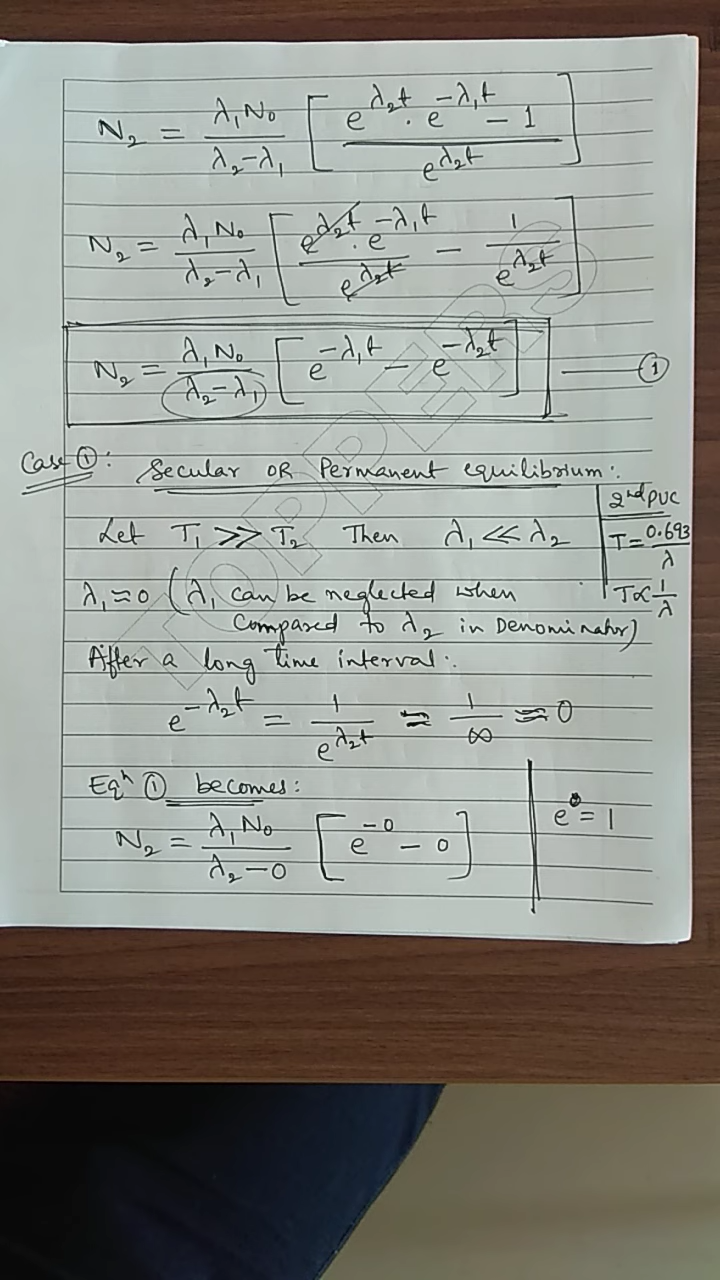 N₂ = λ₁N₀ / λ₂-λ₁ [ e^λ₂t . e^-λ₁t - 1 / e^λ₂t ]
N₂ = λ₁N₀ / λ₂-λ₁ [ e^λ₂t . e^-λ₁t / e^λ₂t - 1 / e^λ₂t ]
N₂ = λ₁N₀ / λ₂-λ₁ [ e^-λ₁t - e^-λ₂t ] — ①
Case ①: Secular OR Permanent equilibrium:
2nd PUC
Let T₁ >> T₂ Then λ₁ << λ₂
T = 0.693 / λ
T ∝ 1 / λ
λ₁ ≈ 0 (λ₁ can be neglected when
compared to λ₂ in Denominator)
After a long time interval:
e^-λ₂t = 1 / e^λ₂t ≈ 1 / ∞ ≈ 0
Eqⁿ ① becomes:
N₂ = λ₁N₀ / λ₂-0 [ e^-0 - 0 ]
e^0 = 1
TOPPERS